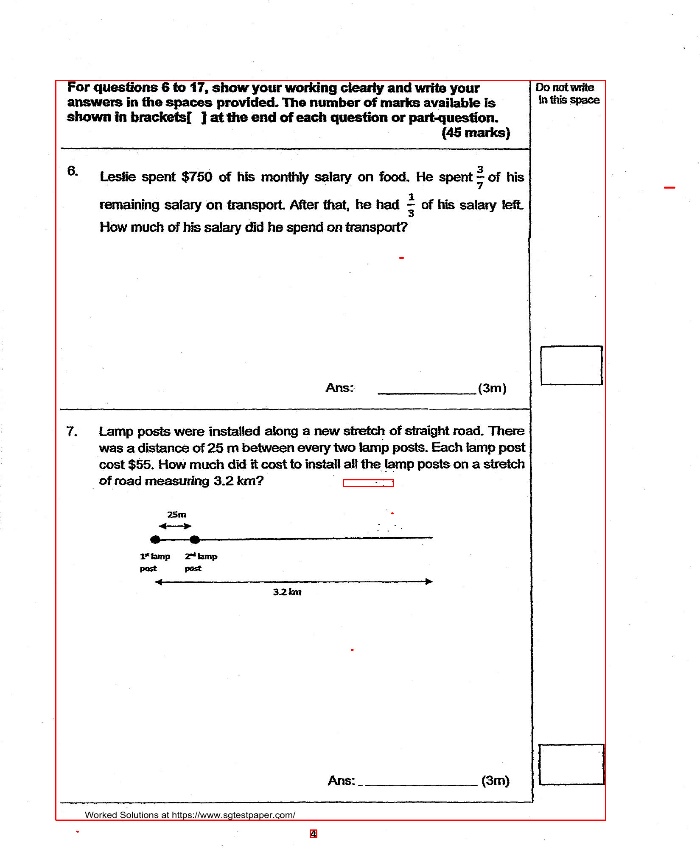 For questions 6 to 17, show your working clearly and write your
answers in the spaces provided. The number of marks available is
shown in brackets[ ] at the end of each question or part-question.
(45 marks)
Do not write
in this space
6. Leslie spent $750 of his monthly salary on food. He spent 3/7 of his
remaining salary on transport. After that, he had 1/3 of his salary left.
How much of his salary did he spend on transport?
Ans: ____________ (3m)
7. Lamp posts were installed along a new stretch of straight road. There
was a distance of 25 m between every two lamp posts. Each lamp post
cost $55. How much did it cost to install all the lamp posts on a stretch
of road measuring 3.2 km?
25m
1st lamp
post
2nd lamp
post
3.2 km
Ans: ____________ (3m)
Worked Solutions at https://www.sgtestpaper.com/
4